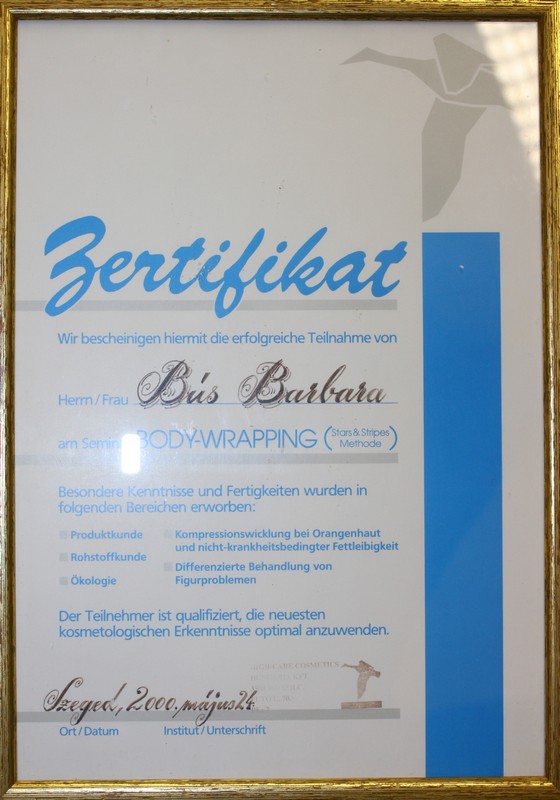 Zertifikat
Wir bescheinigen hiermit die erfolgreiche Teilnahme von
Herrn/Frau Bús Barbara
am BODY-WRAPPING (Stars & Stripes
Methode)
Besondere Kenntnisse und Fertigkeiten wurden in
folgenden Bereichen erworben:
Produktkunde
Rohstoffkunde
Ökologie
Kompressionswicklung bei Orangenhaut
und nicht-krankheitsbedingter Fettleibigkeit
Differenzierte Behandlung von
Figurproblemen
Der Teilnehmer ist qualifiziert, die neuesten
kosmetologischen Erkenntnisse optimal anzuwenden.
COSMETICS
Szeged, 2000. május 24
Ort/Datum Institut/Unterschrift